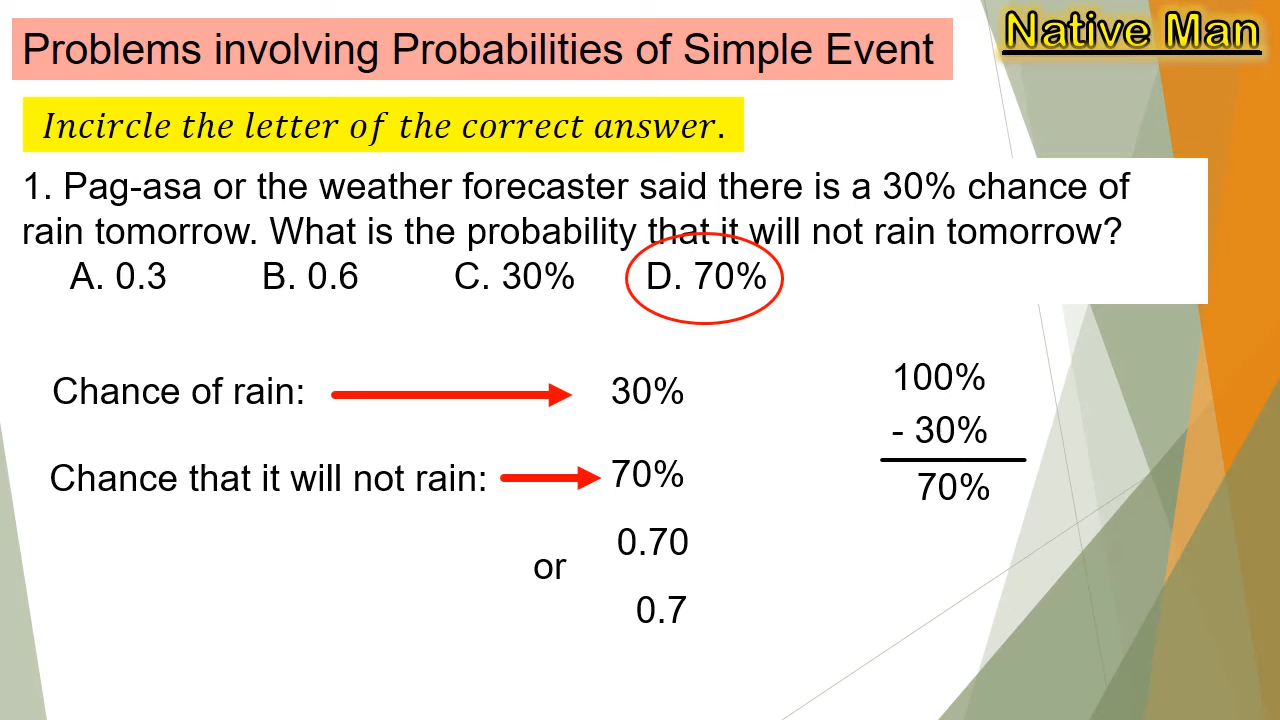 Native Man
Problems involving Probabilities of Simple Event
Incircle the letter of the correct answer.
1. Pag-asa or the weather forecaster said there is a 30% chance of
rain tomorrow. What is the probability that it will not rain tomorrow?
A. 0.3 B. 0.6 C. 30% D. 70%
Chance of rain: 30%
Chance that it will not rain: 70%
or
0.70
0.7
100%
- 30%
70%